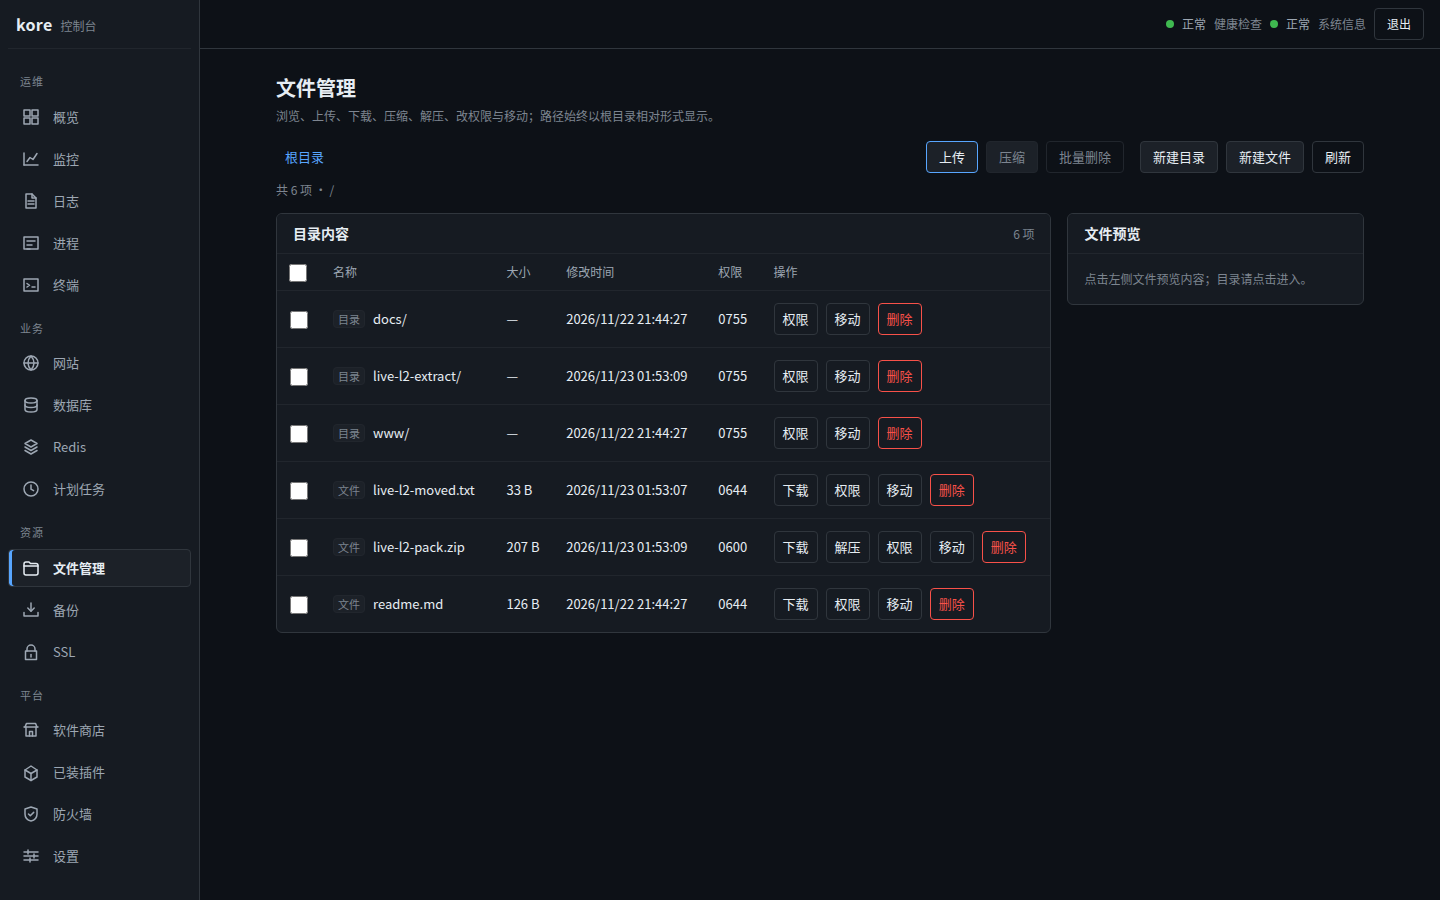 kore 控制台
正常 健康检查 正常 系统信息 退出
运维
概览
监控
日志
进程
终端
业务
网站
数据库
Redis
计划任务
资源
文件管理
备份
SSL
平台
软件商店
已装插件
防火墙
设置
文件管理
浏览、上传、下载、压缩、解压、改权限与移动；路径始终以根目录相对形式显示。
根目录 上传 压缩 批量删除 新建目录 新建文件 刷新
共 6 项 · /
目录内容 6 项
名称 大小 修改时间 权限 操作
目录 docs/ — 2026/11/22 21:44:27 0755 权限 移动 删除
目录 live-l2-extract/ — 2026/11/23 01:53:09 0755 权限 移动 删除
目录 www/ — 2026/11/22 21:44:27 0755 权限 移动 删除
文件 live-l2-moved.txt 33 B 2026/11/23 01:53:07 0644 下载 权限 移动 删除
文件 live-l2-pack.zip 207 B 2026/11/23 01:53:09 0600 下载 解压 权限 移动 删除
文件 readme.md 126 B 2026/11/22 21:44:27 0644 下载 权限 移动 删除
文件预览
点击左侧文件预览内容；目录请点击进入。